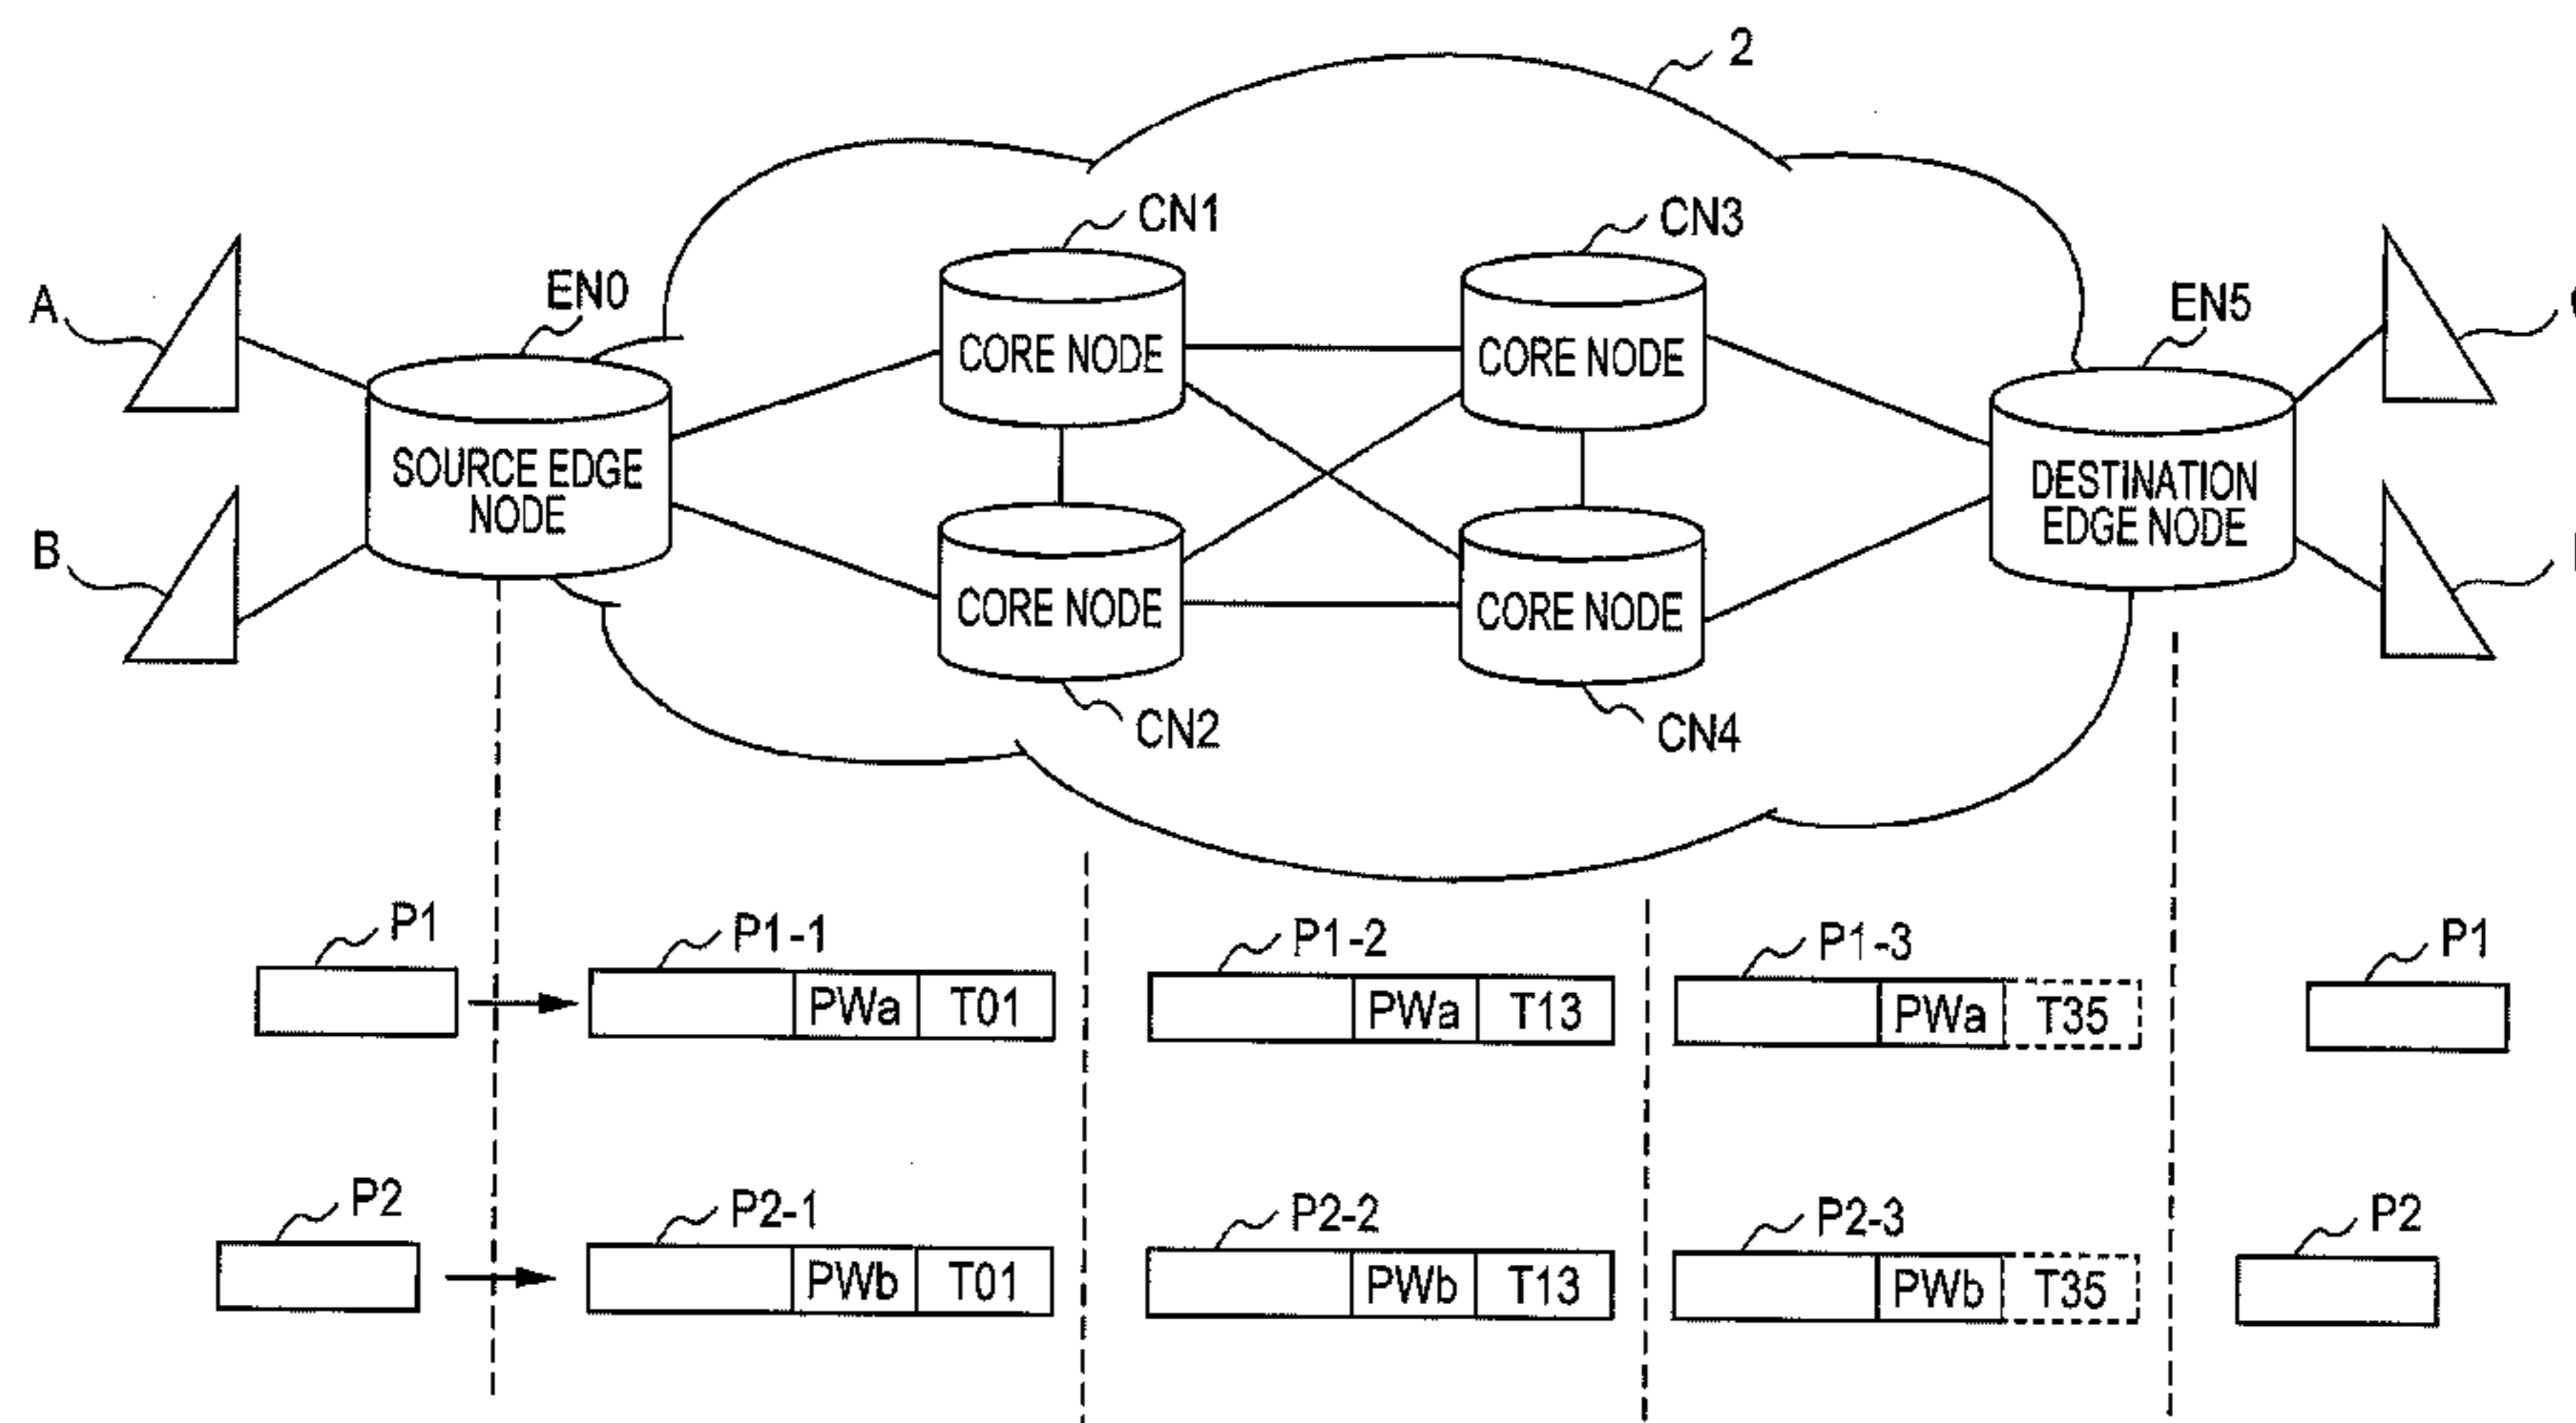 2
CN1
CN3
A
EN0
EN5
CORE NODE
CORE NODE
SOURCE EDGE
NODE
DESTINATION
EDGE NODE
B
CORE NODE
CORE NODE
CN2
CN4
P1
P1-1
P1-2
P1-3
P1
PWa
T01
PWa
T13
PWa
T35
P2
P2-1
P2-2
P2-3
P2
PWb
T01
PWb
T13
PWb
T35